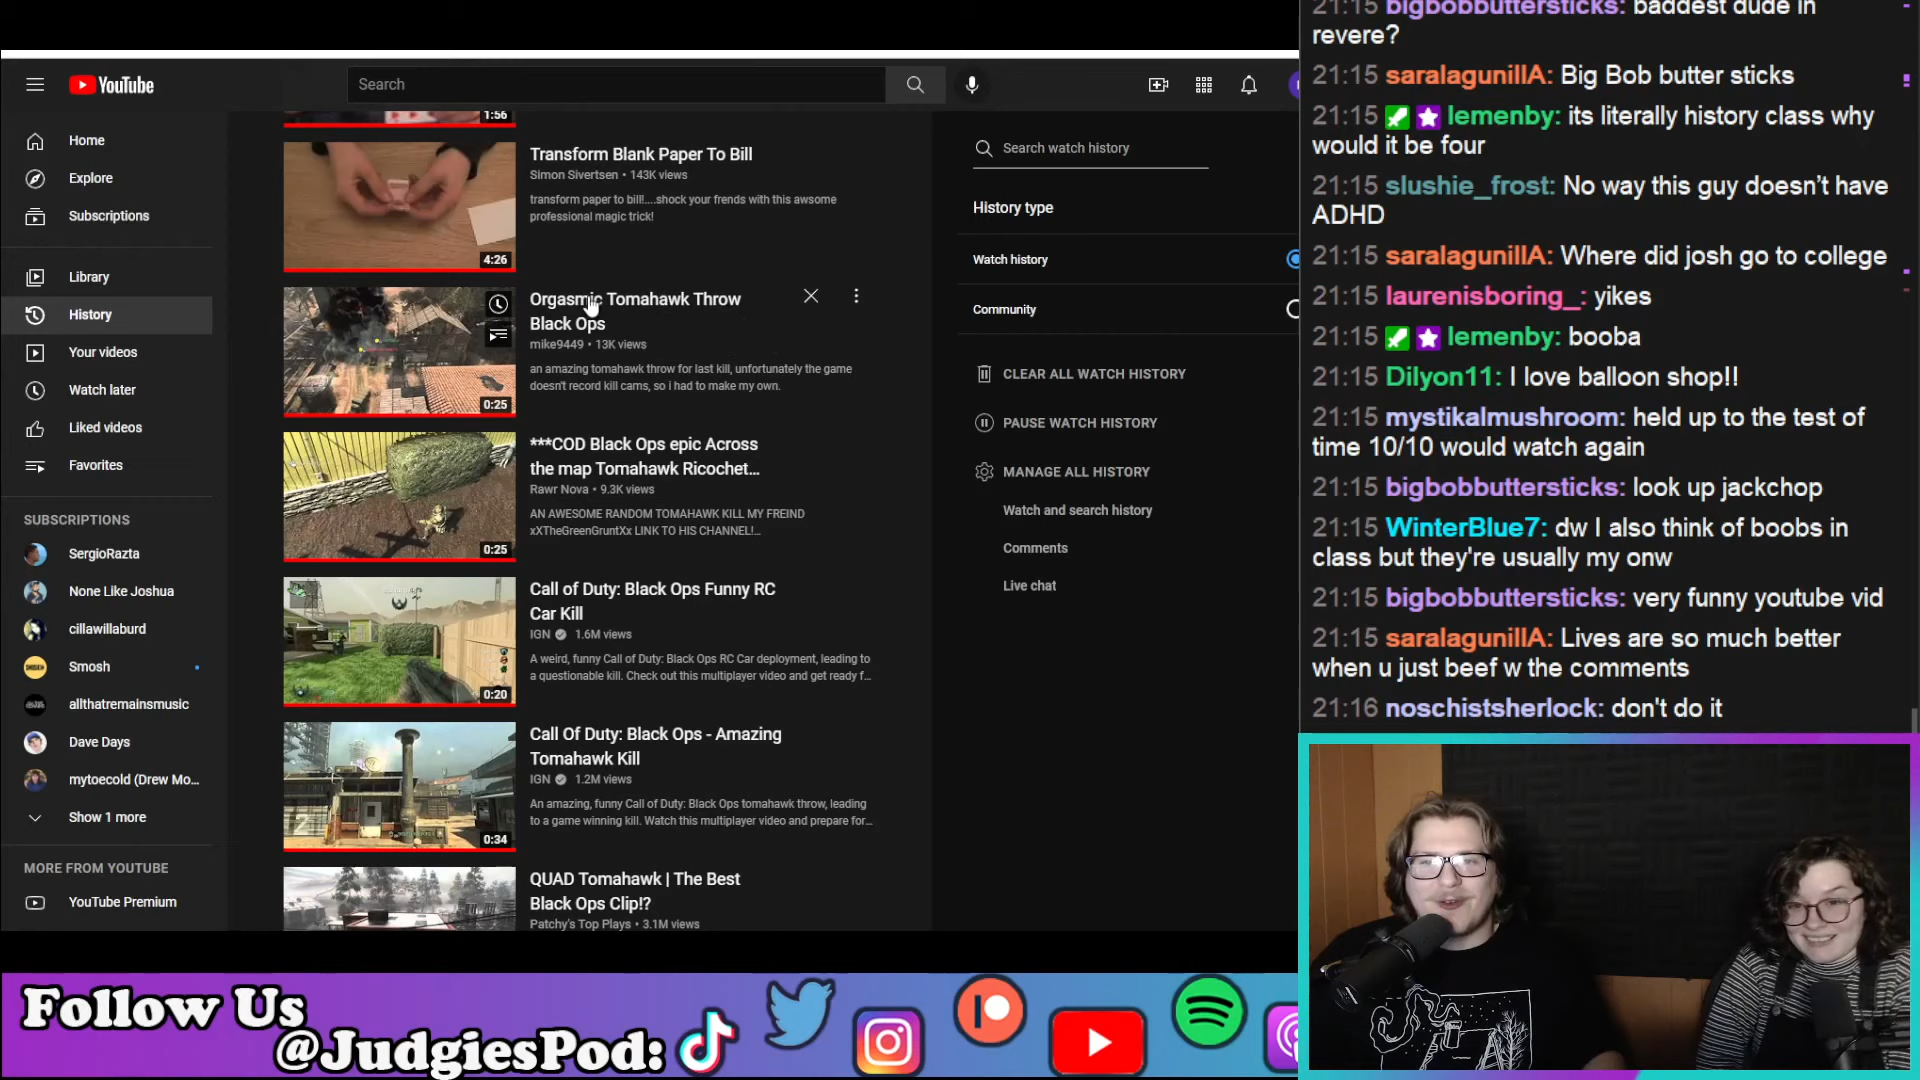 YouTube
Search
Home
Explore
Subscriptions
Library
History
Your videos
Watch later
Liked videos
Favorites
SUBSCRIPTIONS
SergioRazta
None Like Joshua
cillawillaburd
Smosh
allthatremainsmusic
Dave Days
mytoecold (Drew Mo...
Show 1 more
MORE FROM YOUTUBE
YouTube Premium
1:56
Transform Blank Paper To Bill
Simon Sivertsen • 143K views
transform paper to bill!....shock your frends with this awsome
professional magic trick!
4:26
Orgasmic Tomahawk Throw
Black Ops
mike9449 • 13K views
an amazing tomahawk throw for last kill, unfortunately the game
doesn't record kill cams, so i had to make my own.
0:25
***COD Black Ops epic Across
the map Tomahawk Ricochet...
Rawr Nova • 9.3K views
AN AWESOME RANDOM TOMAHAWK KILL MY FREIND
xXTheGreenGruntXx LINK TO HIS CHANNEL!...
0:25
Call of Duty: Black Ops Funny RC
Car Kill
IGN 1.6M views
A weird, funny Call of Duty: Black Ops RC Car deployment, leading to
a questionable kill. Check out this multiplayer video and get ready f...
0:20
Call Of Duty: Black Ops - Amazing
Tomahawk Kill
IGN 1.2M views
An amazing, funny Call of Duty: Black Ops tomahawk throw, leading
to a game winning kill. Watch this multiplayer video and prepare for...
0:34
QUAD Tomahawk | The Best
Black Ops Clip!?
Patchy's Top Plays • 3.1M views
Search watch history
History type
Watch history
Community
CLEAR ALL WATCH HISTORY
PAUSE WATCH HISTORY
MANAGE ALL HISTORY
Watch and search history
Comments
Live chat
21:15 bigbobbuttersticks: baddest dude in
revere?
21:15 saralagunillA: Big Bob butter sticks
21:15 lemenby: its literally history class why
would it be four
21:15 slushie_frost: No way this guy doesn't have
ADHD
21:15 saralagunillA: Where did josh go to college
21:15 laurenisboring_: yikes
21:15 lemenby: booba
21:15 Dilyon11: I love balloon shop!!
21:15 mystikalmushroom: held up to the test of
time 10/10 would watch again
21:15 bigbobbuttersticks: look up jackchop
21:15 WinterBlue7: dw I also think of boobs in
class but they're usually my onw
21:15 bigbobbuttersticks: very funny youtube vid
21:15 saralagunillA: Lives are so much better
when u just beef w the comments
21:16 noschistsherlock: don't do it
Follow Us
@JudgiesPod: